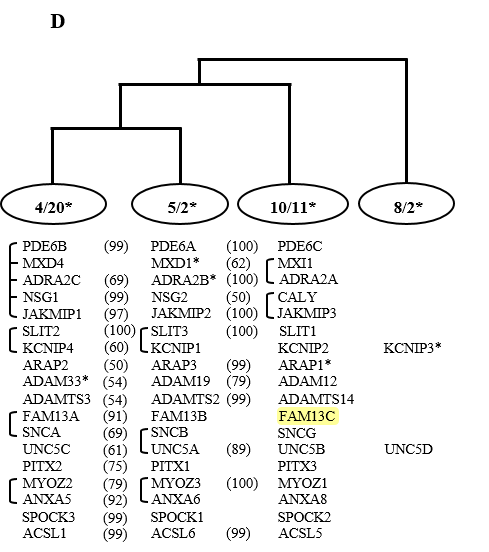 D
4/20* 5/2* 10/11* 8/2*
PDE6B (99) PDE6A (100) PDE6C
MXD4 MXD1* (62) MXI1
ADRA2C (69) ADRA2B* (100) ADRA2A
NSG1 (99) NSG2 (50) CALY
JAKMIP1 (97) JAKMIP2 (100) JAKMIP3
SLIT2 (100) SLIT3 (100) SLIT1
KCNIP4 (60) KCNIP1 KCNIP2 KCNIP3*
ARAP2 (50) ARAP3 (99) ARAP1*
ADAM33* (54) ADAM19 (79) ADAM12
ADAMTS3 (54) ADAMTS2 (99) ADAMTS14
FAM13A (91) FAM13B FAM13C
SNCA (69) SNCB SNCG
UNC5C (61) UNC5A (89) UNC5B UNC5D
PITX2 (75) PITX1 PITX3
MYOZ2 (79) MYOZ3 (100) MYOZ1
ANXA5 (92) ANXA6 ANXA8
SPOCK3 (99) SPOCK1 SPOCK2
ACSL1 (99) ACSL6 (99) ACSL5